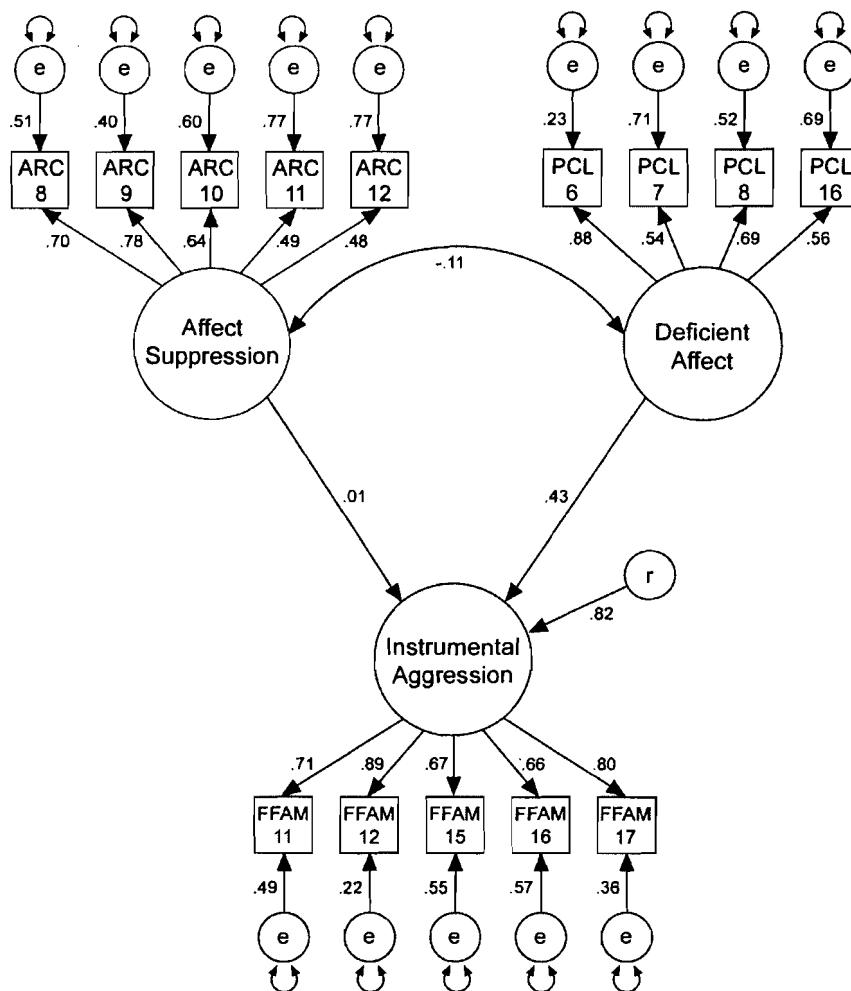 e e e e e e e e e
.51 .40 .60 .77 .77 .23 .71 .52 .69
ARC ARC ARC ARC ARC PCL PCL PCL PCL
8 9 10 11 12 6 7 8 16
.70 .78 .64 .49 .48 .88 .54 .69 .56
-.11
Affect
Suppression
Deficient
Affect
.01 .43
r
.82
Instrumental
Aggression
.71 .89 .67 .66 .80
FFAM FFAM FFAM FFAM FFAM
11 12 15 16 17
.49 .22 .55 .57 .36
e e e e e